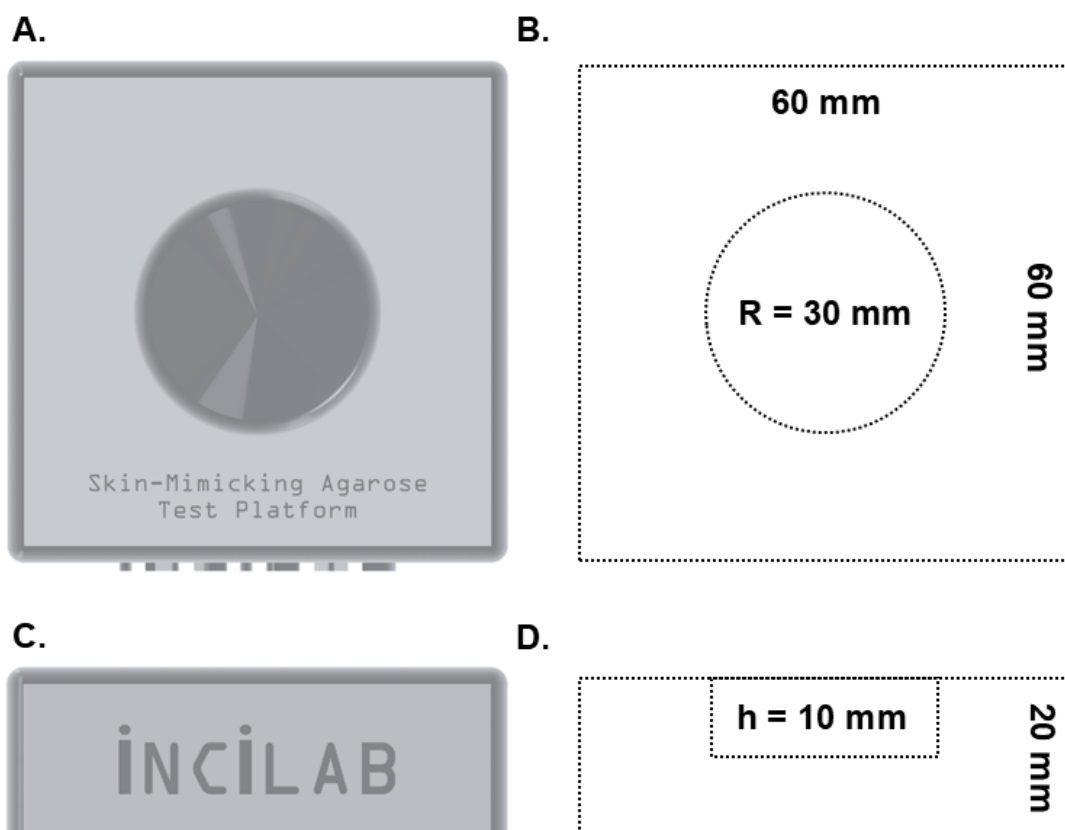 A.
B.
60 mm
R = 30 mm
60 mm
Skin-Mimicking Agarose
Test Platform
C.
D.
h = 10 mm
20 mm
İNCİLAB